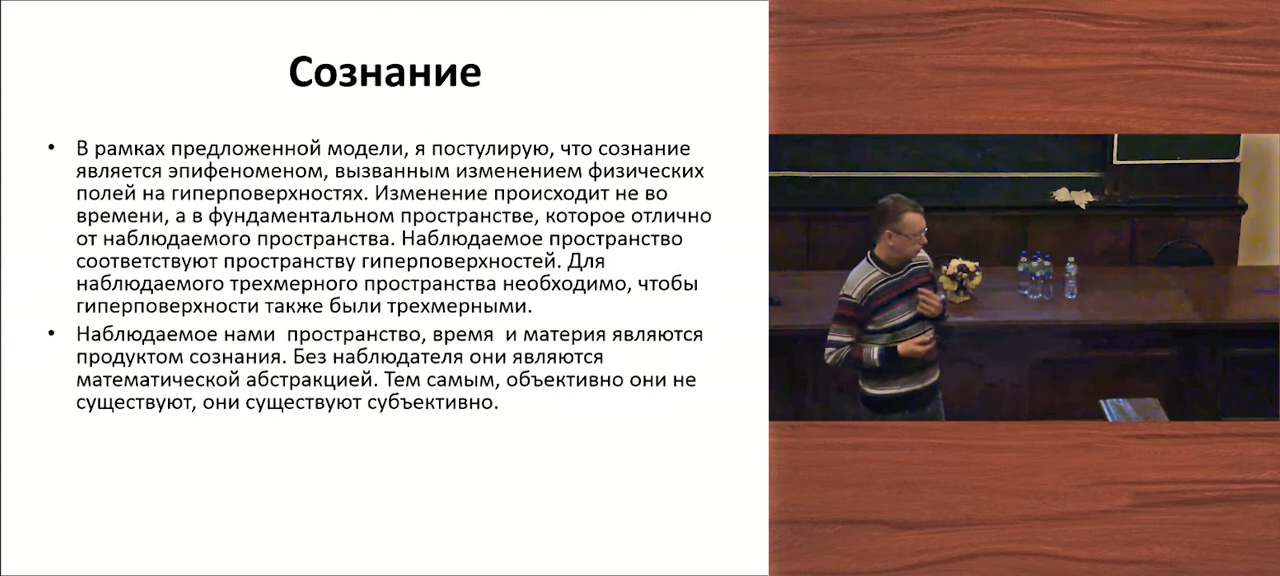 Сознание
• В рамках предложенной модели, я постулирую, что сознание
является эпифеноменом, вызванным изменением физических
полей на гиперповерхностях. Изменение происходит не во
времени, а в фундаментальном пространстве, которое отлично
от наблюдаемого пространства. Наблюдаемое пространство
соответствуют пространству гиперповерхностей. Для
наблюдаемого трехмерного пространства необходимо, чтобы
гиперповерхности также были трехмерными.
• Наблюдаемое нами  пространство, время  и материя являются
продуктом сознания. Без наблюдателя они являются
математической абстракцией. Тем самым, объективно они не
существуют, они существуют субъективно.